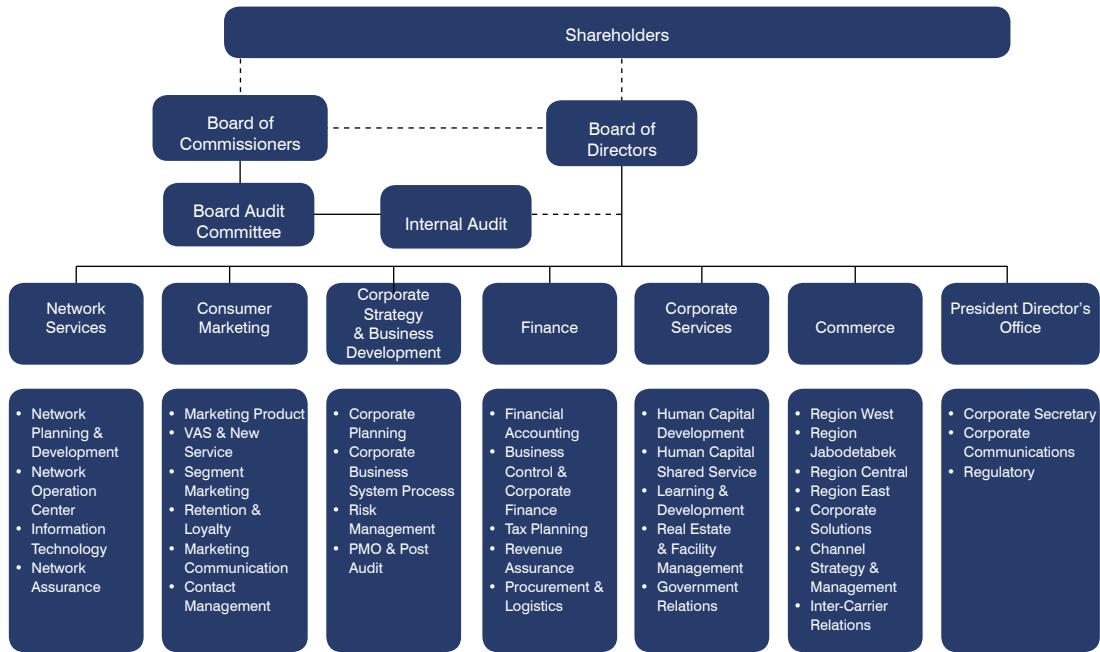 Shareholders
Board of
Commissioners
Board of
Directors
Board Audit
Committee
Internal Audit
Network
Services
Consumer
Marketing
Corporate
Strategy
& Business
Development
Finance
Corporate
Services
Commerce
President Director’s
Office
• Network
Planning &
Development
• Network
Operation
Center
• Information
Technology
• Network
Assurance
• Marketing Product
• VAS & New
Service
• Segment
Marketing
• Retention &
Loyalty
• Marketing
Communication
• Contact
Management
• Corporate
Planning
• Corporate
Business
System Process
• Risk
Management
• PMO & Post
Audit
• Financial
Accounting
• Business
Control &
Corporate
Finance
• Tax Planning
• Revenue
Assurance
• Procurement &
Logistics
• Human Capital
Development
• Human Capital
Shared Service
• Learning &
Development
• Real Estate
& Facility
Management
• Government
Relations
• Region West
• Region
Jabodetabek
• Region Central
• Region East
• Corporate
Solutions
• Channel
Strategy &
Management
• Inter-Carrier
Relations
• Corporate Secretary
• Corporate
Communications
• Regulatory